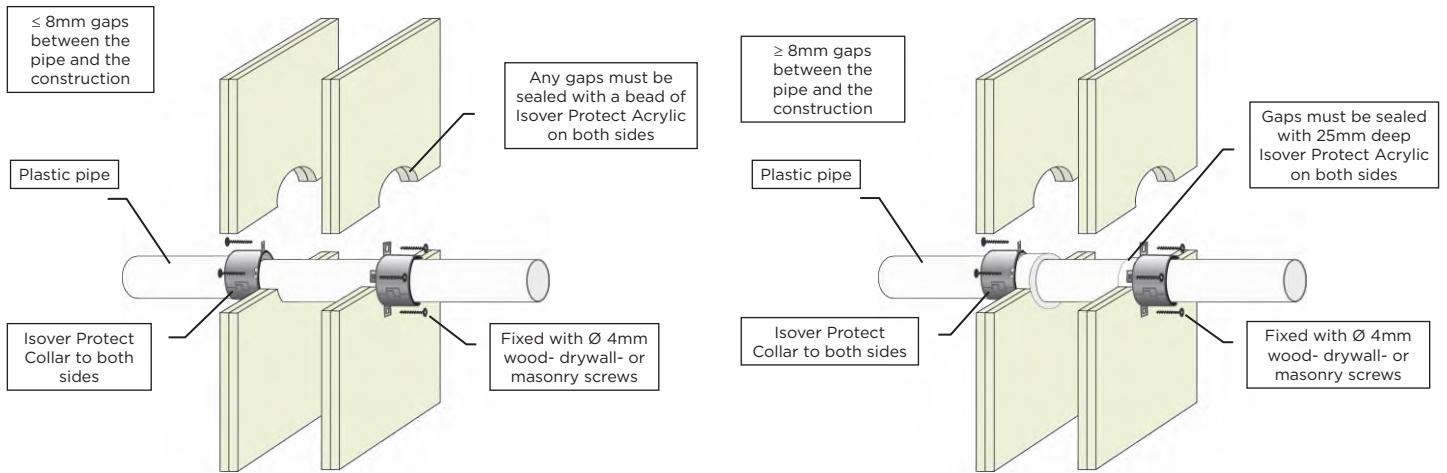 ≤ 8mm gaps
between the
pipe and the
construction
Any gaps must be
sealed with a bead of
Isover Protect Acrylic
on both sides
Plastic pipe
Isover Protect
Collar to both
sides
Fixed with Ø 4mm
wood- drywall- or
masonry screws
≥ 8mm gaps
between the
pipe and the
construction
Gaps must be sealed
with 25mm deep
Isover Protect Acrylic
on both sides
Plastic pipe
Isover Protect
Collar to both sides
Fixed with Ø 4mm
wood- drywall- or
masonry screws